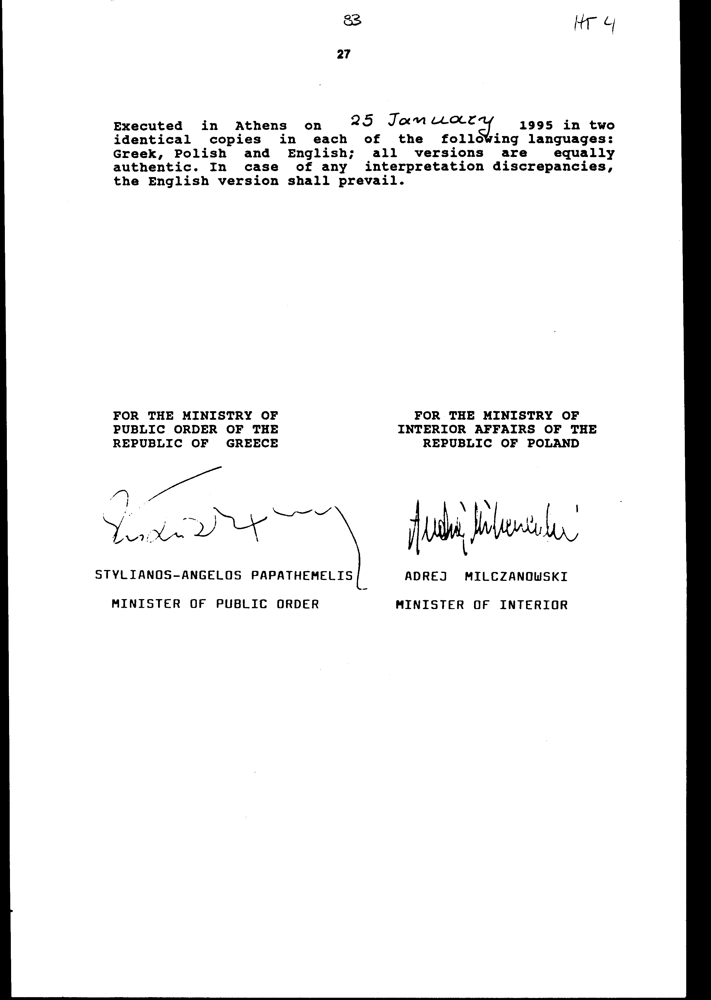 83 HT 4
27
Executed in Athens on 25 January 1995 in two
identical copies in each of the following languages:
Greek, Polish and English; all versions are equally
authentic. In case of any interpretation discrepancies,
the English version shall prevail.
FOR THE MINISTRY OF
PUBLIC ORDER OF THE
REPUBLIC OF GREECE
FOR THE MINISTRY OF
INTERIOR AFFAIRS OF THE
REPUBLIC OF POLAND
STYLIANOS-ANGELOS PAPATHEMELIS
MINISTER OF PUBLIC ORDER
ADREJ MILCZANOWSKI
MINISTER OF INTERIOR